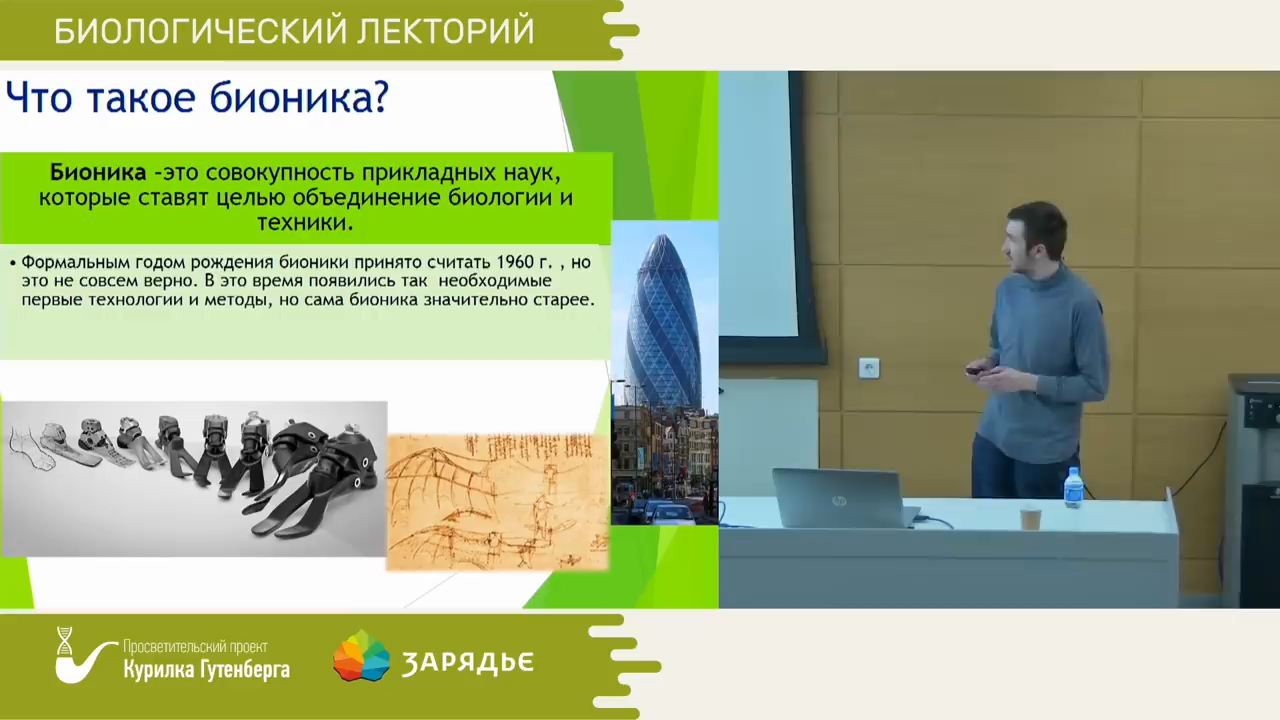 БИОЛОГИЧЕСКИЙ ЛЕКТОРИЙ
Что такое бионика?
Бионика -это совокупность прикладных наук,
которые ставят целью объединение биологии и
техники.
• Формальным годом рождения бионики принято считать 1960 г. , но
это не совсем верно. В это время появились так  необходимые
первые технологии и методы, но сама бионика значительно старее.
hp
Просветительский проект
Курилка Гутенберга
ЗАРЯДЬЕ